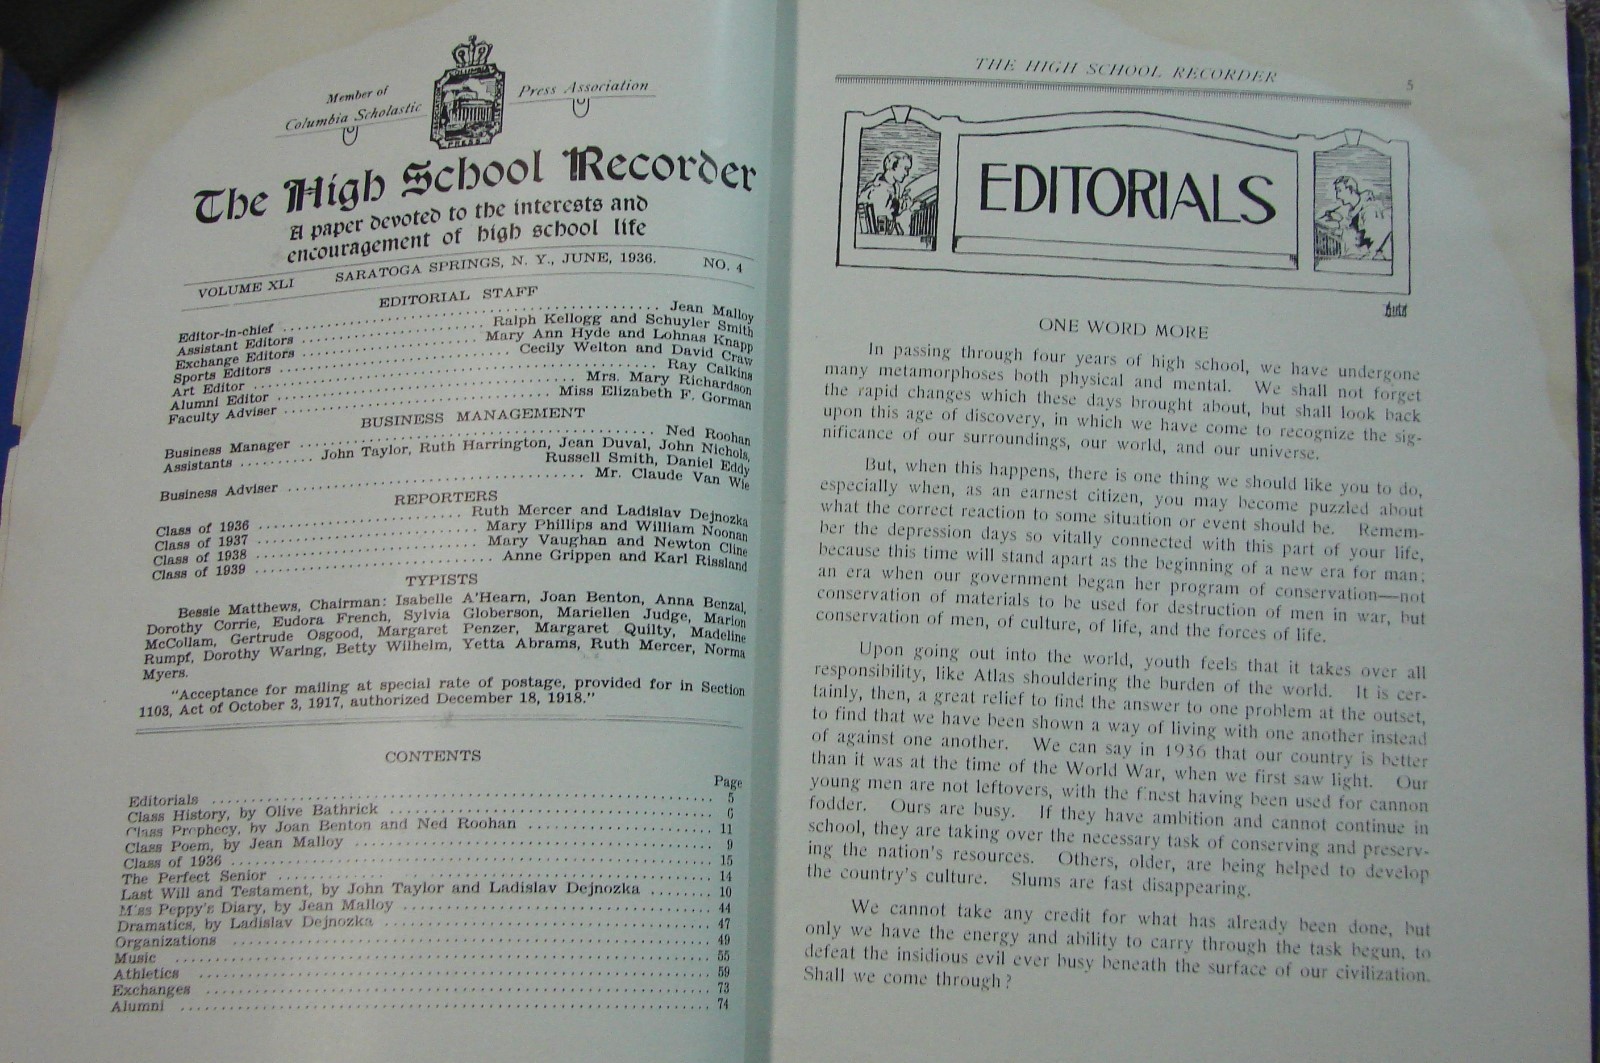 Member of
Columbia Scholastic
COLUMBIA
PRESS
Press Association
The High School Recorder
A paper devoted to the interests and
encouragement of high school life
VOLUME XLI SARATOGA SPRINGS, N. Y., JUNE, 1936. NO. 4
EDITORIAL STAFF
Editor-in-chief .......... Jean Malloy
Assistant Editors .......... Ralph Kellogg and Schuyler Smith
Exchange Editors .......... Mary Ann Hyde and Lohnas Knapp
Sports Editors .......... Cecily Welton and David Craw
Art Editor .......... Ray Calkins
Alumni Editor .......... Mrs. Mary Richardson
Faculty Adviser .......... Miss Elizabeth F. Gorman
BUSINESS MANAGEMENT
Business Manager .......... Ned Roohan
Assistants .......... John Taylor, Ruth Harrington, Jean Duval, John Nichols,
Russell Smith, Daniel Eddy
Business Adviser .......... Mr. Claude Van Wie
REPORTERS
Class of 1936 .......... Ruth Mercer and Ladislav Dejnozka
Class of 1937 .......... Mary Phillips and William Noonan
Class of 1938 .......... Mary Vaughan and Newton Cline
Class of 1939 .......... Anne Grippen and Karl Rissland
TYPISTS
Bessie Matthews, Chairman: Isabelle A'Hearn, Joan Benton, Anna Benzal,
Dorothy Corrie, Eudora French, Sylvia Globerson, Mariellen Judge, Marion
McCollam, Gertrude Osgood, Margaret Penzer, Margaret Quilty, Madeline
Rumpf, Dorothy Waring, Betty Wilhelm, Yetta Abrams, Ruth Mercer, Norma
Myers.
"Acceptance for mailing at special rate of postage, provided for in Section
1103, Act of October 3, 1917, authorized December 18, 1918."
CONTENTS
Page
Editorials .......... 5
Class History, by Olive Bathrick .......... 6
Class Prophecy, by Joan Benton and Ned Roohan .......... 11
Class Poem, by Jean Malloy .......... 9
Class of 1936 .......... 15
The Perfect Senior .......... 14
Last Will and Testament, by John Taylor and Ladislav Dejnozka .......... 10
Miss Peppy's Diary, by Jean Malloy .......... 44
Dramatics, by Ladislav Dejnozka .......... 47
Organizations .......... 49
Music .......... 55
Athletics .......... 59
Exchanges .......... 73
Alumni .......... 74
THE HIGH SCHOOL RECORDER 5
EDITORIALS
ONE WORD MORE
In passing through four years of high school, we have undergone
many metamorphoses both physical and mental. We shall not forget
the rapid changes which these days brought about, but shall look back
upon this age of discovery, in which we have come to recognize the sig-
nificance of our surroundings, our world, and our universe.
But, when this happens, there is one thing we should like you to do,
especially when, as an earnest citizen, you may become puzzled about
what the correct reaction to some situation or event should be. Remem-
ber the depression days so vitally connected with this part of your life,
because this time will stand apart as the beginning of a new era for man;
an era when our government began her program of conservation—not
conservation of materials to be used for destruction of men in war, but
conservation of men, of culture, of life, and the forces of life.
Upon going out into the world, youth feels that it takes over all
responsibility, like Atlas shouldering the burden of the world. It is cer-
tainly, then, a great relief to find the answer to one problem at the outset,
to find that we have been shown a way of living with one another instead
of against one another. We can say in 1936 that our country is better
than it was at the time of the World War, when we first saw light. Our
young men are not leftovers, with the finest having been used for cannon
fodder. Ours are busy. If they have ambition and cannot continue in
school, they are taking over the necessary task of conserving and preserv-
ing the nation's resources. Others, older, are being helped to develop
the country's culture. Slums are fast disappearing.
We cannot take any credit for what has already been done, but
only we have the energy and ability to carry through the task begun, to
defeat the insidious evil ever busy beneath the surface of our civilization.
Shall we come through?